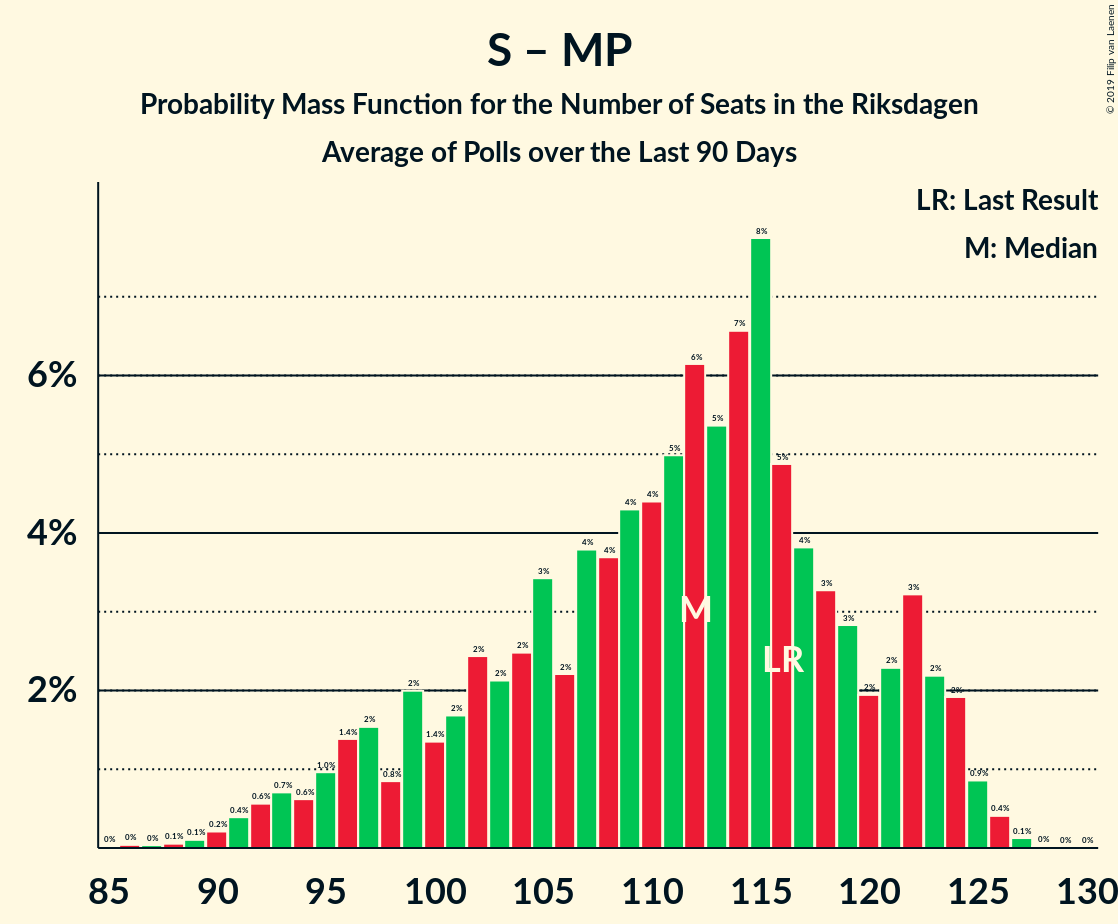 S – MP
Probability Mass Function for the Number of Seats in the Riksdagen
Average of Polls over the Last 90 Days
© 2019 Filip van Laenen
LR: Last Result
M: Median
6%
4%
2%
0% 0% 0% 0.1% 0.1% 0.2% 0.4% 0.6% 0.7% 0.6% 1.0% 1.4% 2% 0.8% 2% 1.4% 2% 2% 2% 2% 3% 2% 4% 4% 4% 4% 5% 6% 5% 7% 8% 5% 4% 3% 3% 2% 2% 3% 2% 2% 0.9% 0.4% 0.1% 0% 0% 0%
M
LR
85 90 95 100 105 110 115 120 125 130